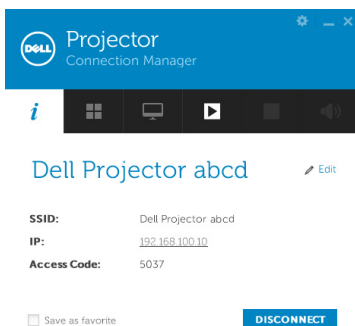 DELL
Projector
Connection Manager
i
Dell Projector abcd
Edit
SSID: Dell Projector abcd
IP: 192.168.100.10
Access Code: 5037
Save as favorite
DISCONNECT